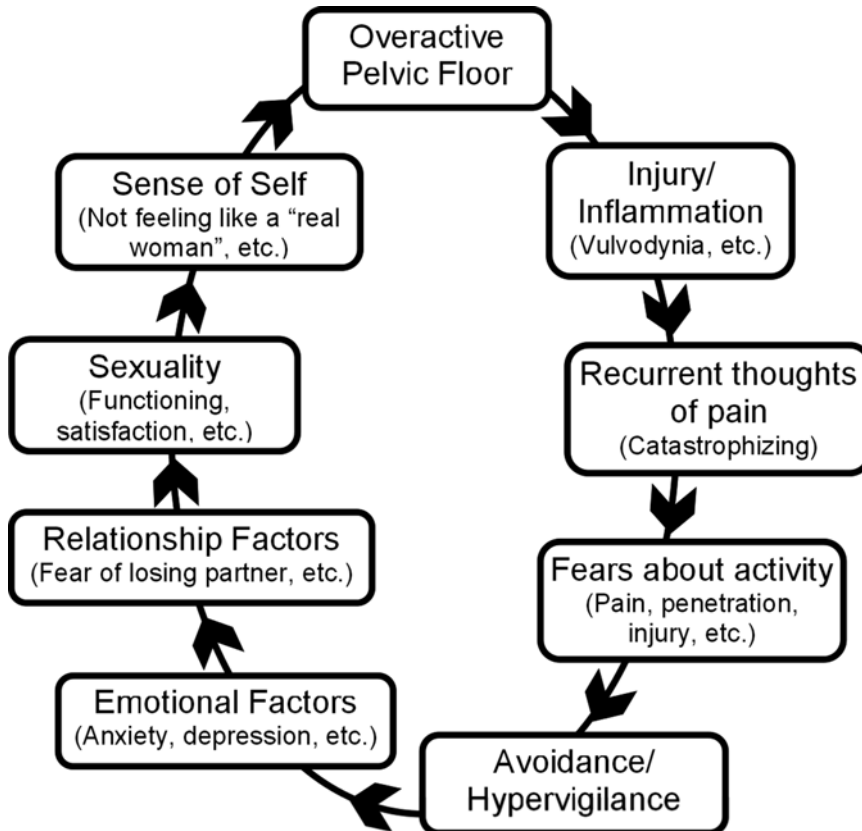 Overactive
Pelvic Floor
Injury/
Inflammation
(Vulvodynia, etc.)
Recurrent thoughts
of pain
(Catastrophizing)
Fears about activity
(Pain, penetration,
injury, etc.)
Avoidance/
Hypervigilance
Emotional Factors
(Anxiety, depression, etc.)
Relationship Factors
(Fear of losing partner, etc.)
Sexuality
(Functioning,
satisfaction, etc.)
Sense of Self
(Not feeling like a “real
woman”, etc.)